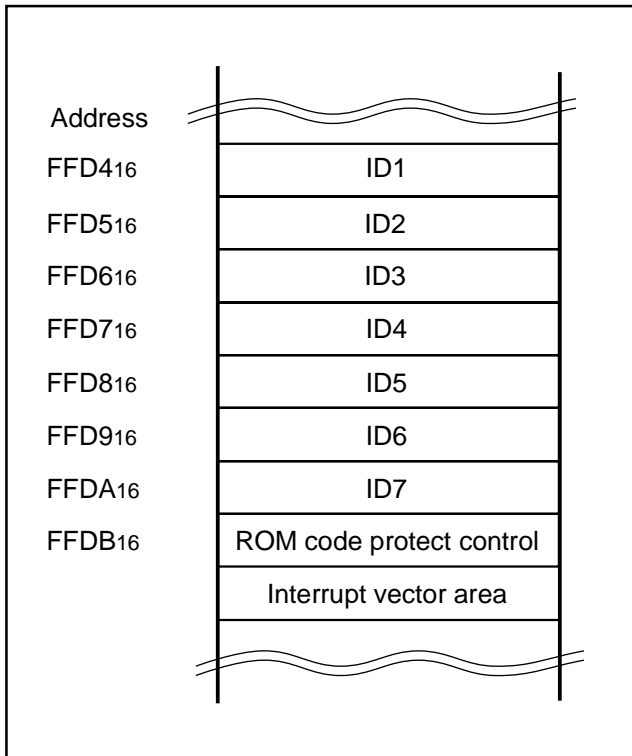 Address
FFD416 ID1
FFD516 ID2
FFD616 ID3
FFD716 ID4
FFD816 ID5
FFD916 ID6
FFDA16 ID7
FFDB16 ROM code protect control
Interrupt vector area